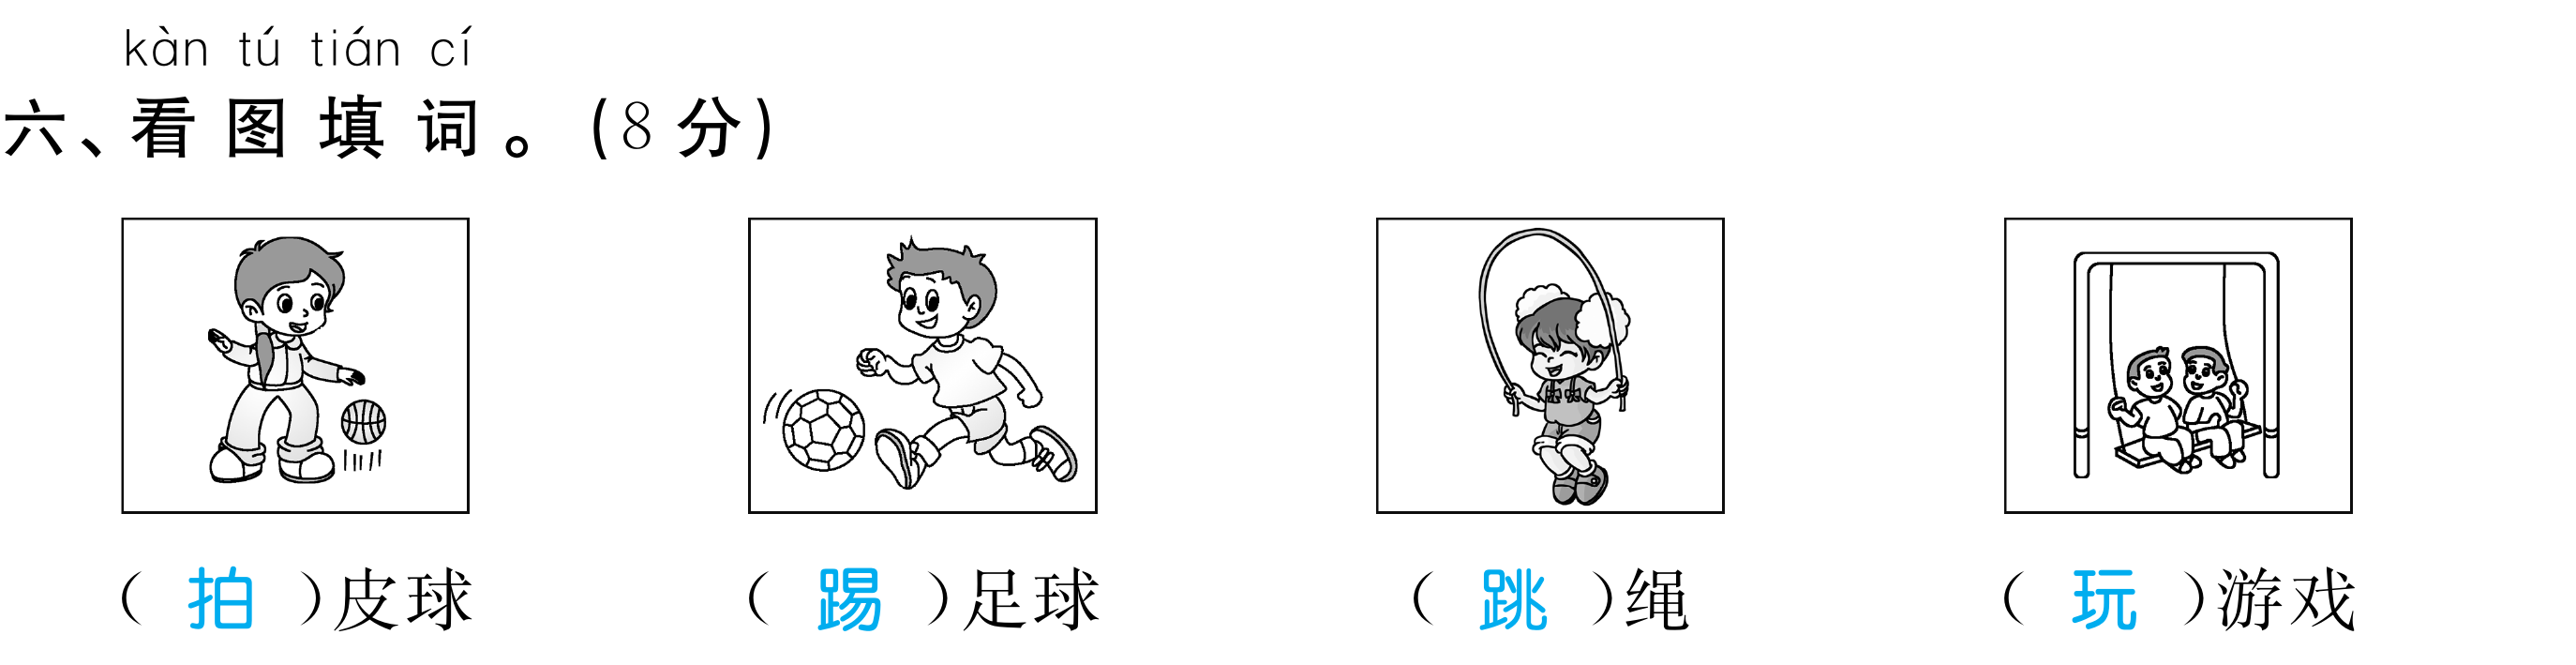 kàn tú tián cí
六、看图填词。(8分)
(拍)皮球 (踢)足球 (跳)绳 (玩)游戏